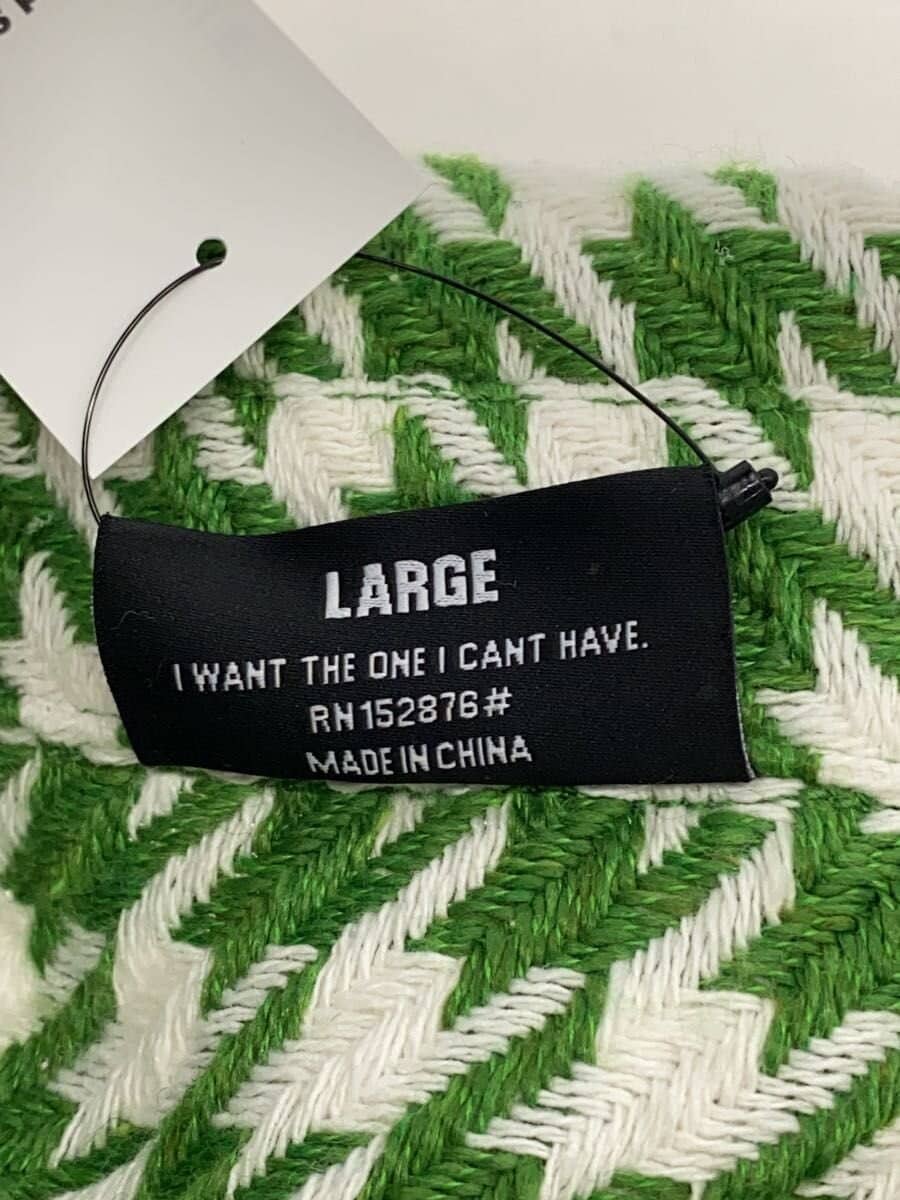 LARGE
I WANT THE ONE I CANT HAVE.
RN152876#
MADE IN CHINA